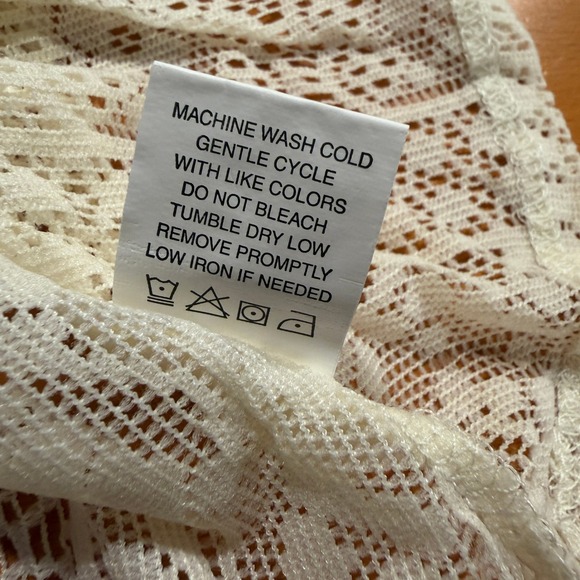 MACHINE WASH COLD
GENTLE CYCLE
WITH LIKE COLORS
DO NOT BLEACH
TUMBLE DRY LOW
REMOVE PROMPTLY
LOW IRON IF NEEDED